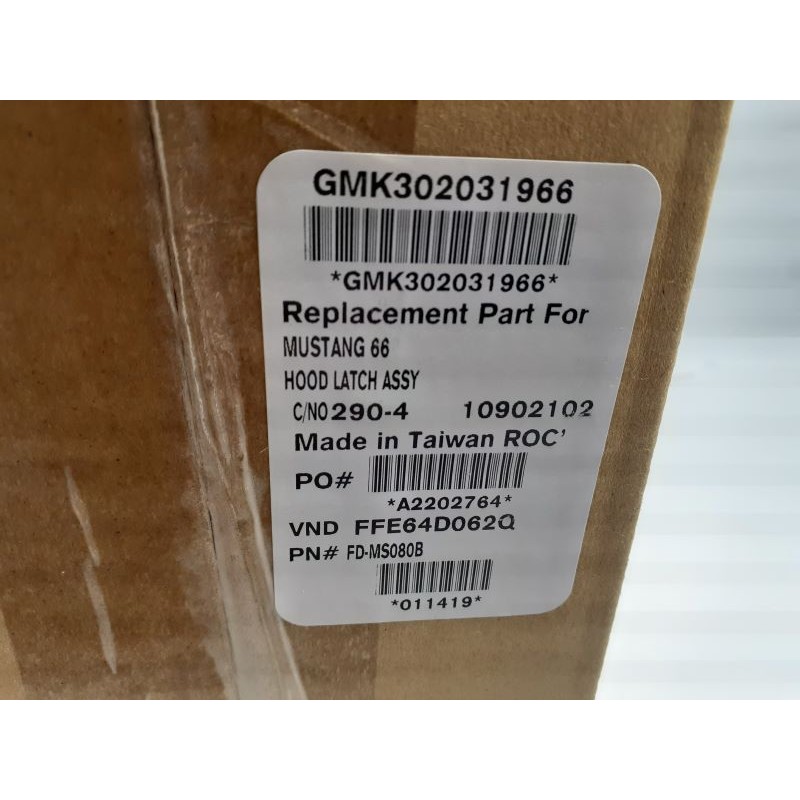 GMK302031966
*GMK302031966*
Replacement Part For
MUSTANG 66
HOOD LATCH ASSY
C/NO 290-4 10902102
Made in Taiwan ROC'
PO#
*A2202764*
VND FFE64D062Q
PN# FD-MS080B
*011419*